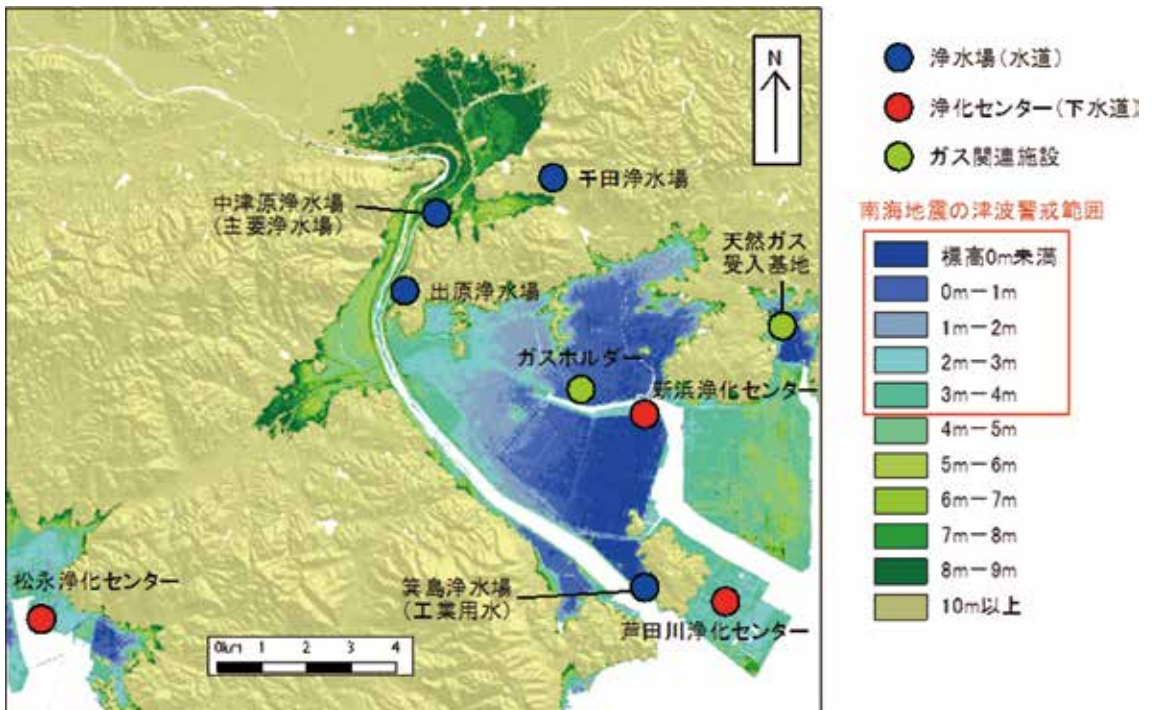 N
千田浄水場
中津原浄水場
(主要浄水場)
天然ガス
受入基地
出原浄水場
ガスホルダー
新浜浄化センター
松永浄化センター
箕島浄水場
(工業用水)
芦田川浄化センター
0km 1 2 3 4
浄水場(水道)
浄化センター(下水道)
ガス関連施設
南海地震の津波警戒範囲
標高0m未満
0m-1m
1m-2m
2m-3m
3m-4m
4m-5m
5m-6m
6m-7m
7m-8m
8m-9m
10m以上